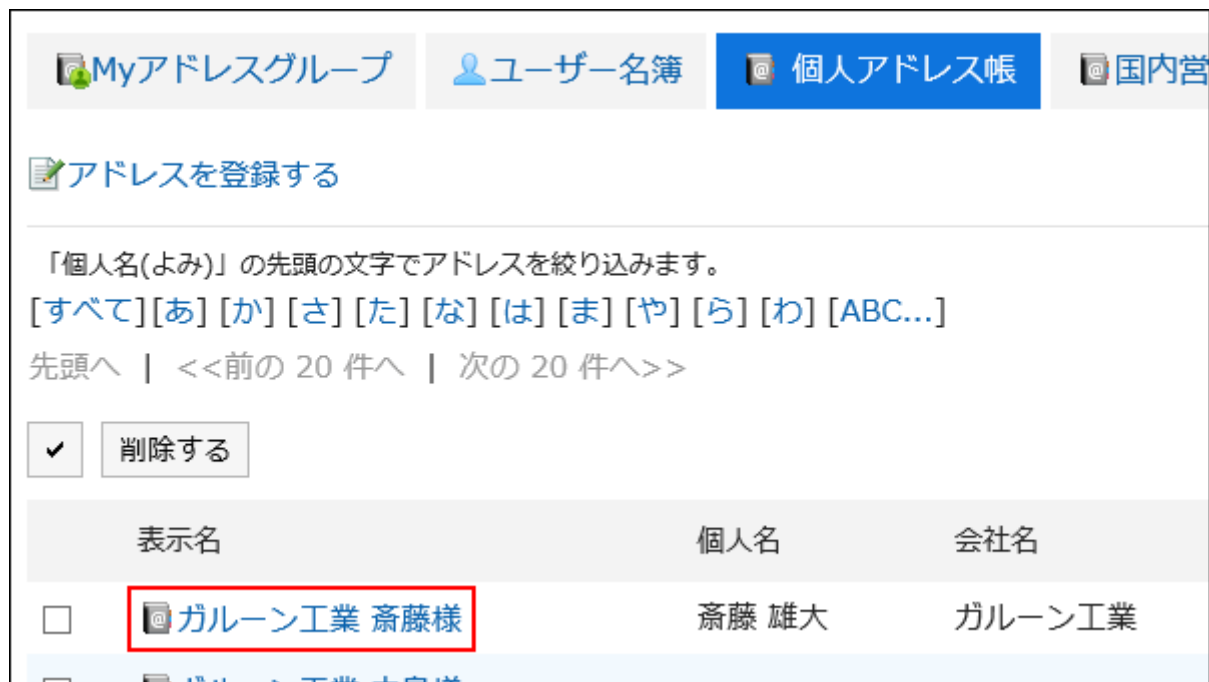 Myアドレスグループ ユーザー名簿 個人アドレス帳 国内営
アドレスを登録する
「個人名(よみ)」の先頭の文字でアドレスを絞り込みます。
[すべて][あ] [か] [さ] [た] [な] [は] [ま] [や] [ら] [わ] [ABC...]
先頭へ | <<前の 20 件へ | 次の 20 件へ>>
削除する
表示名 個人名 会社名
ガルーン工業 斎藤様 斎藤 雄大 ガルーン工業